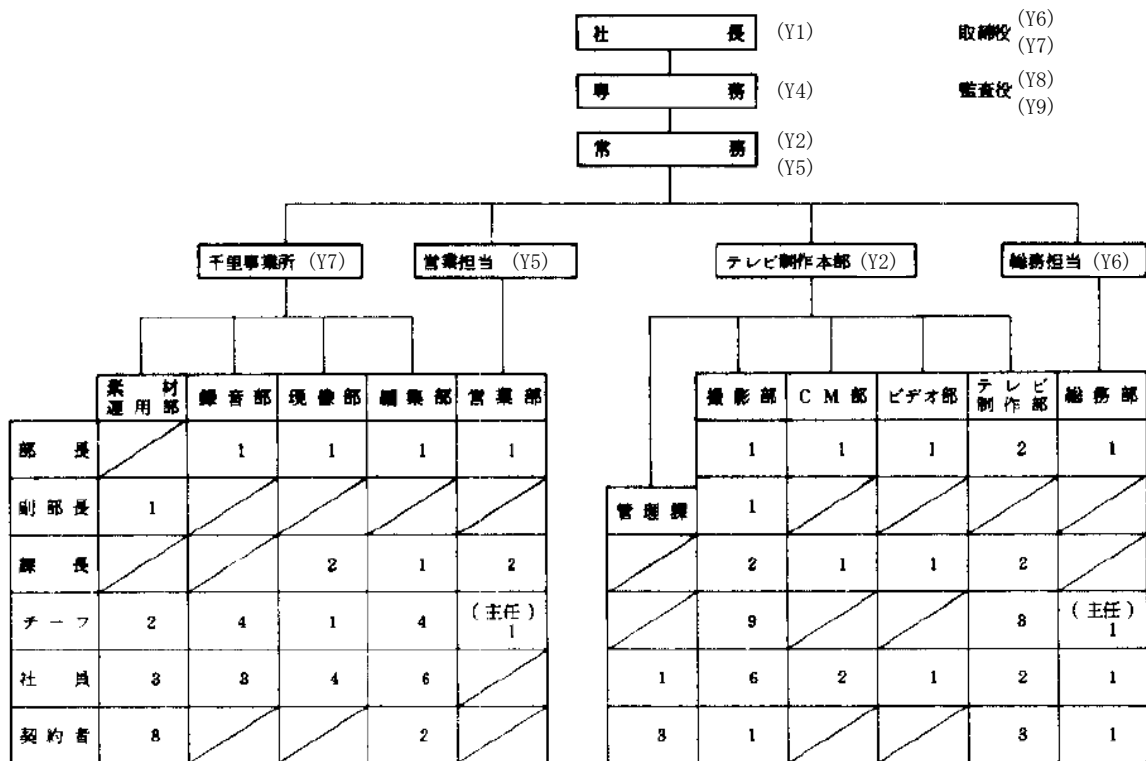 社長 (Y1) 取締役 (Y6)
(Y7)
専務 (Y4) 監査役 (Y8)
(Y9)
常務 (Y2)
(Y5)
千里事業所 (Y7) 営業担当 (Y5) テレビ制作本部 (Y2) 総務担当 (Y6)
素材 録音部 現像部 編集部 営業部 撮影部 CM部 ビデオ部 テレビ 総務部
運用部 制作部
部長 1 1 1 1 1 1 1 2 1
副部長 1 管理課 1
課長 2 1 2 2 1 1 2
チーフ 2 4 1 4 (主任) 9 (主任)
1 1
社員 4 6 1 6 2 1 2 1
契約者 2 1 1